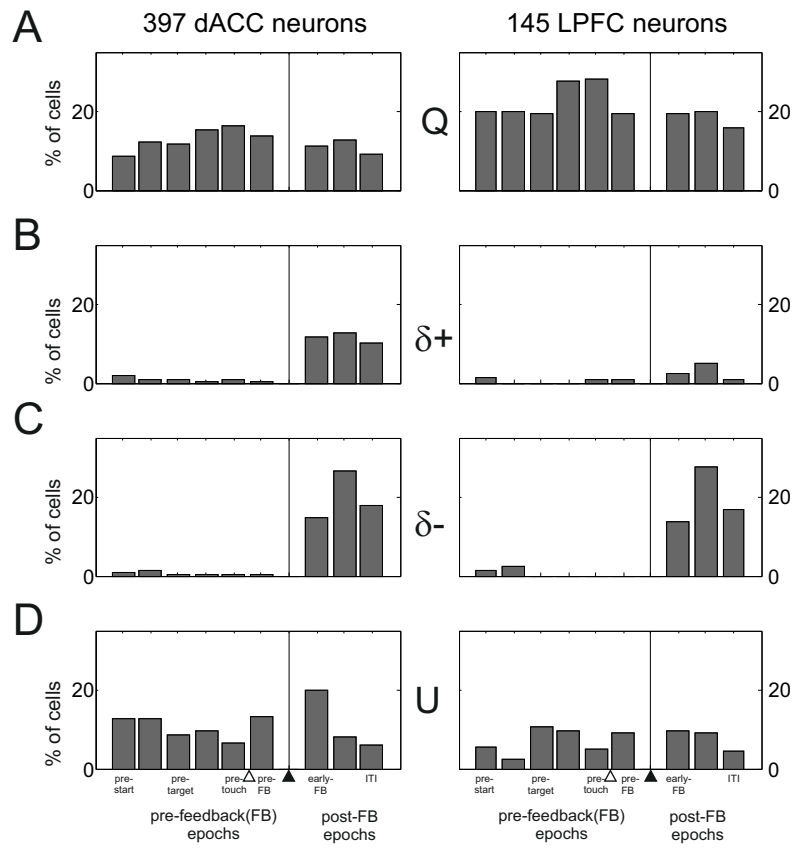 A
397 dACC neurons
145 LPFC neurons
% of cells
20
0
Q
20
0
B
% of cells
20
0
δ+
20
0
C
% of cells
20
0
δ-
20
0
D
% of cells
20
0
U
20
0
pre-start
pre-target
pre-touch
pre-FB
early-FB
ITI
pre-feedback(FB)
epochs
post-FB
epochs
pre-start
pre-target
pre-touch
pre-FB
early-FB
ITI
pre-feedback(FB)
epochs
post-FB
epochs